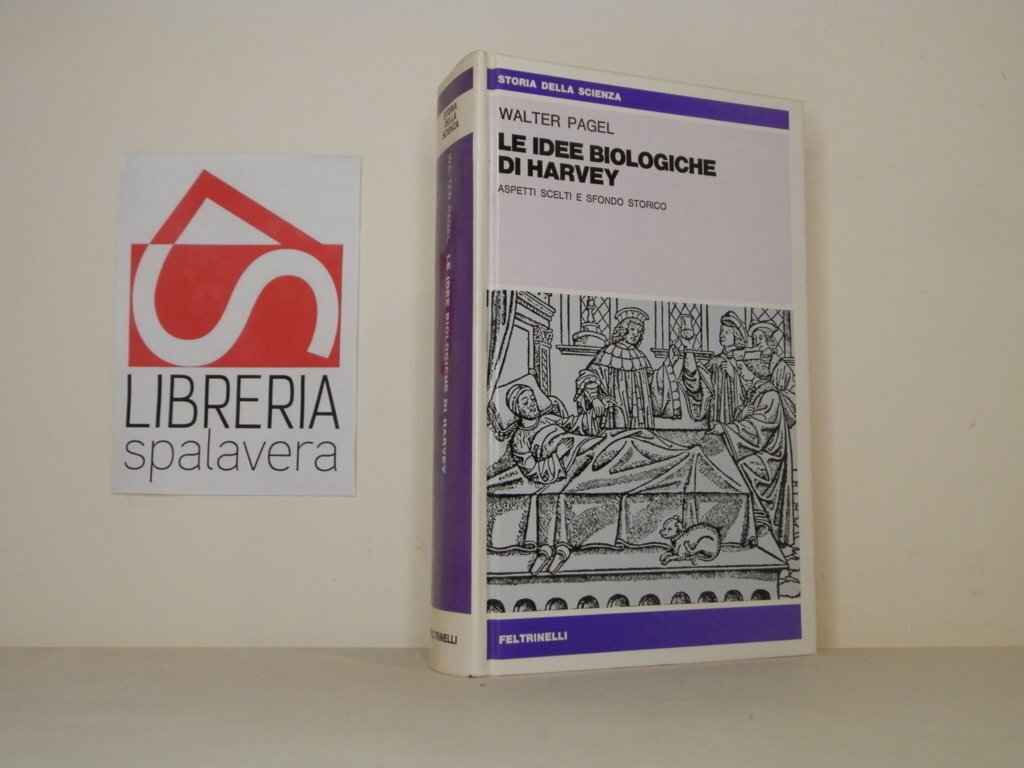 LIBRERIA
spalavera
STORIA
DELLA
SCIENZA
WALTER PAGEL LE IDEE BIOLOGICHE DI HARVEY
FELTRINELLI
STORIA DELLA SCIENZA
WALTER PAGEL
LE IDEE BIOLOGICHE
DI HARVEY
ASPETTI SCELTI E SFONDO STORICO
FELTRINELLI